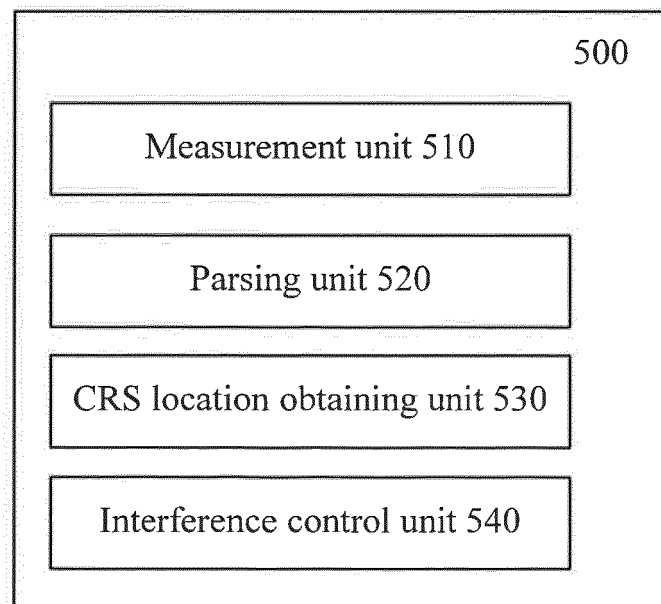 500
Measurement unit 510
Parsing unit 520
CRS location obtaining unit 530
Interference control unit 540